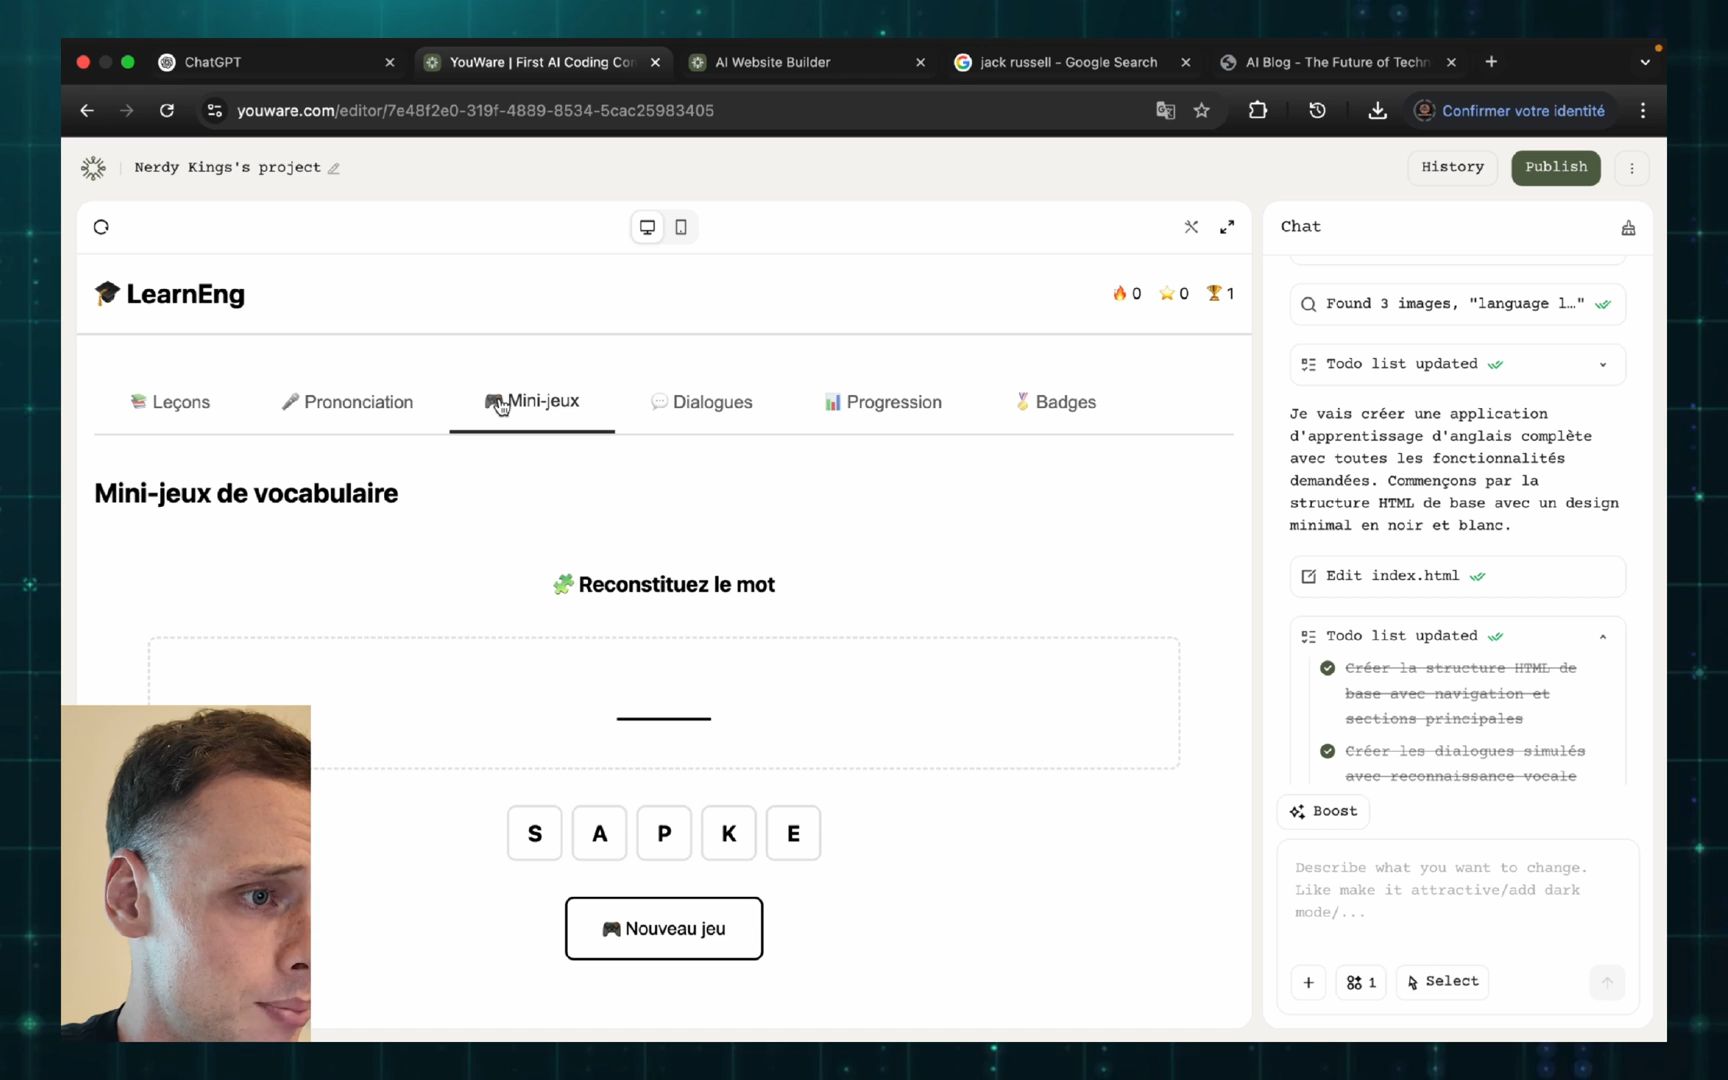 ChatGPT
YouWare | First AI Coding Con
AI Website Builder
jack russell - Google Search
AI Blog - The Future of Techn
youware.com/editor/7e48f2e0-319f-4889-8534-5cac25983405
Confirmer votre identité
Nerdy Kings's project
History
Publish
LearnEng
0
0
1
Leçons
Prononciation
Mini-jeux
Dialogues
Progression
Badges
Mini-jeux de vocabulaire
Reconstituez le mot
S A P K E
Nouveau jeu
Chat
Found 3 images, "language l…"
Todo list updated
Je vais créer une application
d'apprentissage d'anglais complète
avec toutes les fonctionnalités
demandées. Commençons par la
structure HTML de base avec un design
minimal en noir et blanc.
Edit index.html
Todo list updated
Créer la structure HTML de
base avec navigation et
sections principales
Créer les dialogues simulés
avec reconnaissance vocale
Boost
Describe what you want to change.
Like make it attractive/add dark
mode/...
1
Select